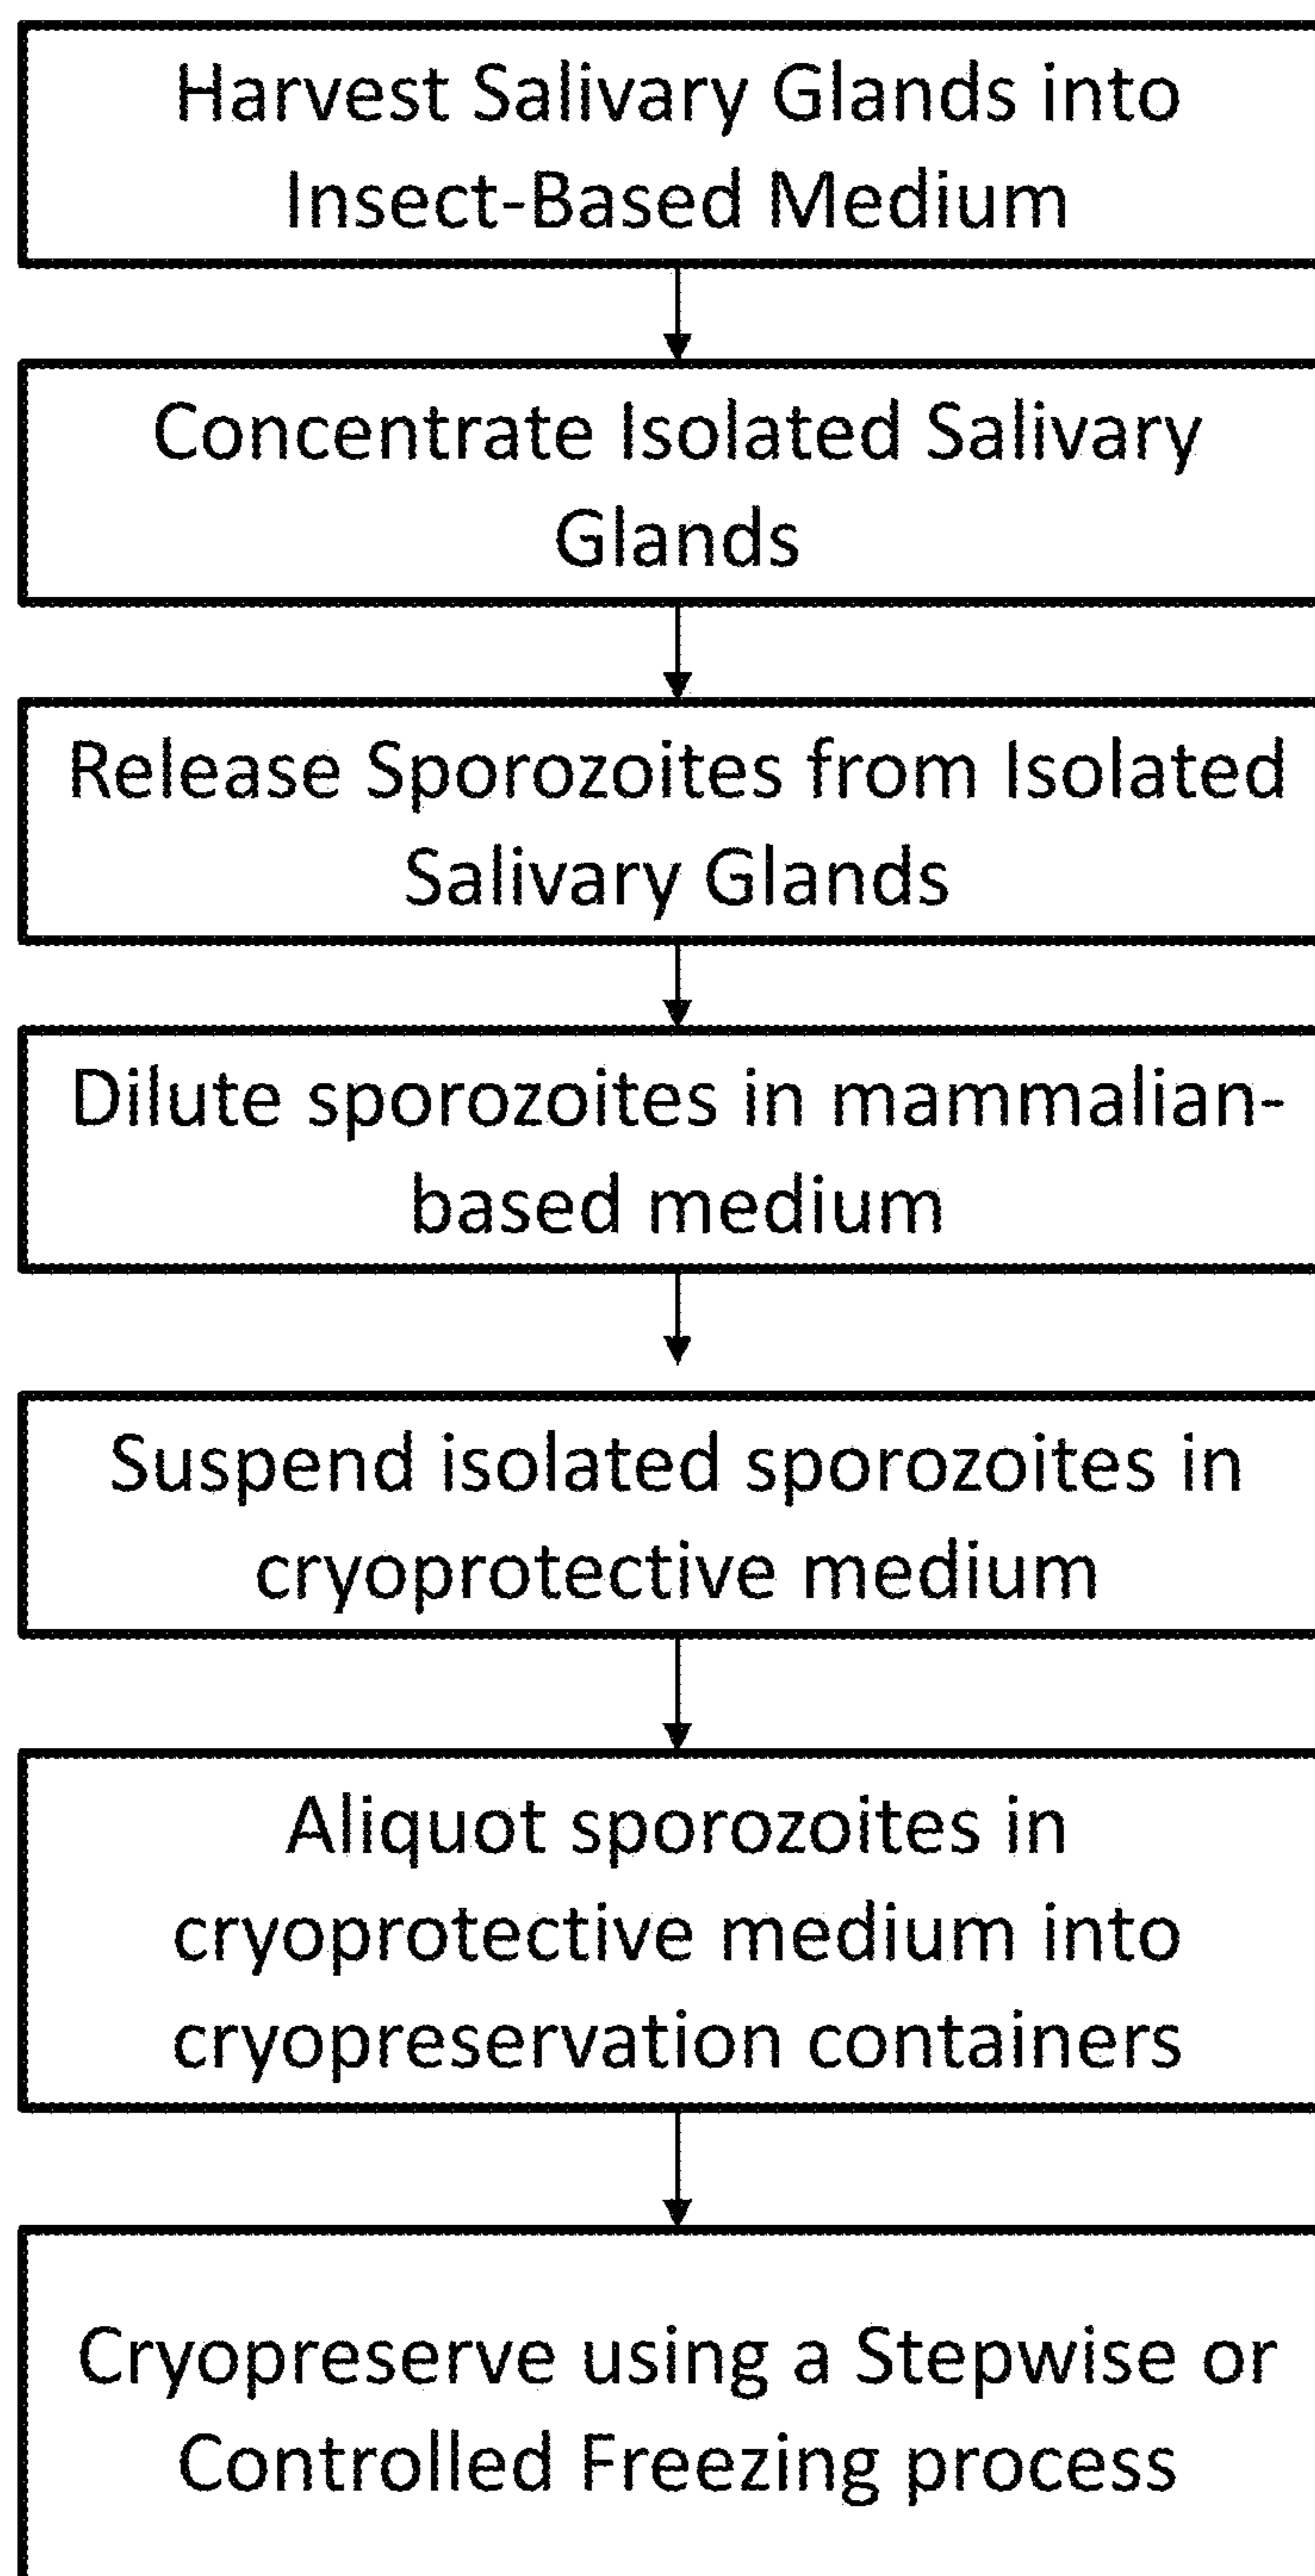 Harvest Salivary Glands into
Insect-Based Medium
Concentrate Isolated Salivary
Glands
Release Sporozoites from Isolated
Salivary Glands
Dilute sporozoites in mammalian-
based medium
Suspend isolated sporozoites in
cryoprotective medium
Aliquot sporozoites in
cryoprotective medium into
cryopreservation containers
Cryopreserve using a Stepwise or
Controlled Freezing process